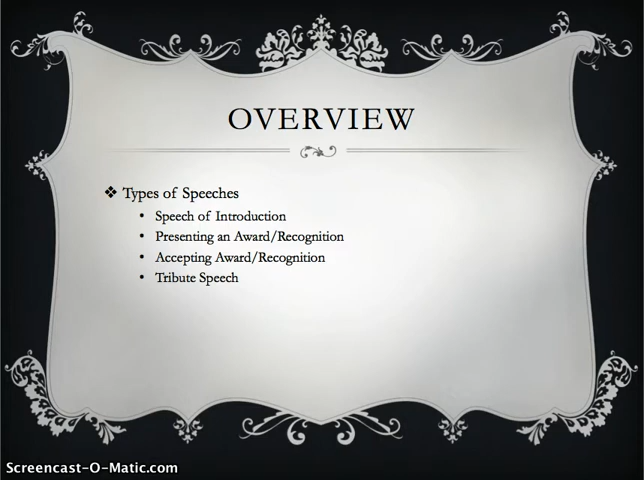 OVERVIEW
❖ Types of Speeches
• Speech of Introduction
• Presenting an Award/Recognition
• Accepting Award/Recognition
• Tribute Speech
Screencast-O-Matic.com